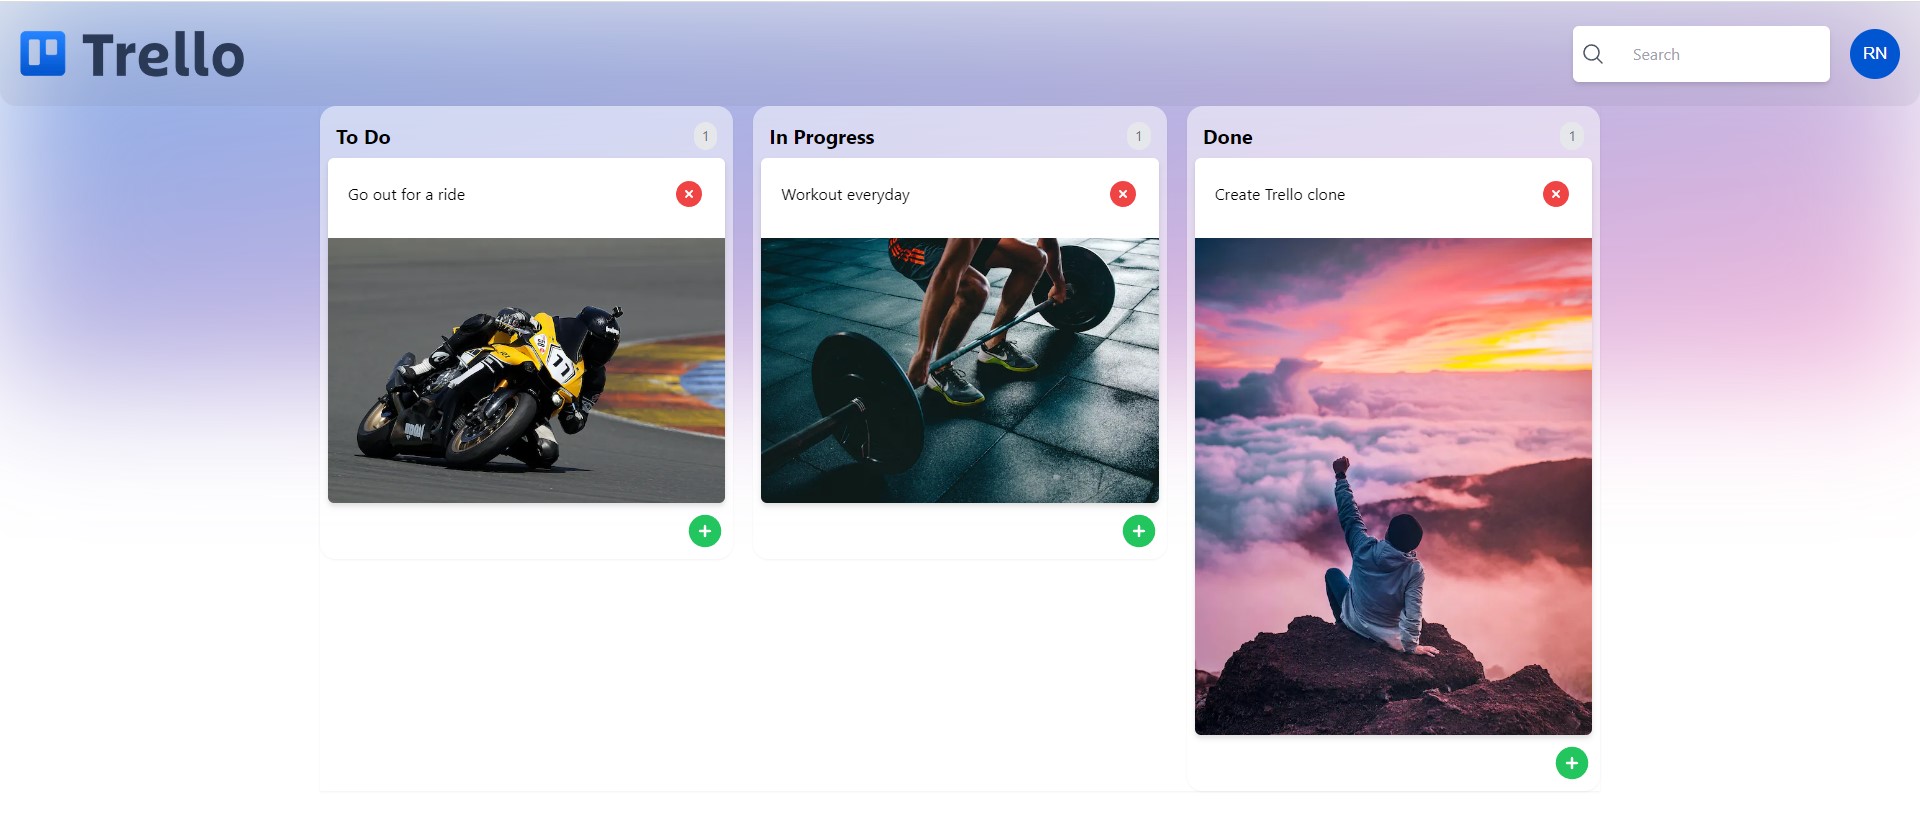 Trello
Search
RN
To Do
1
In Progress
1
Done
1
Go out for a ride
Workout everyday
Create Trello clone
11